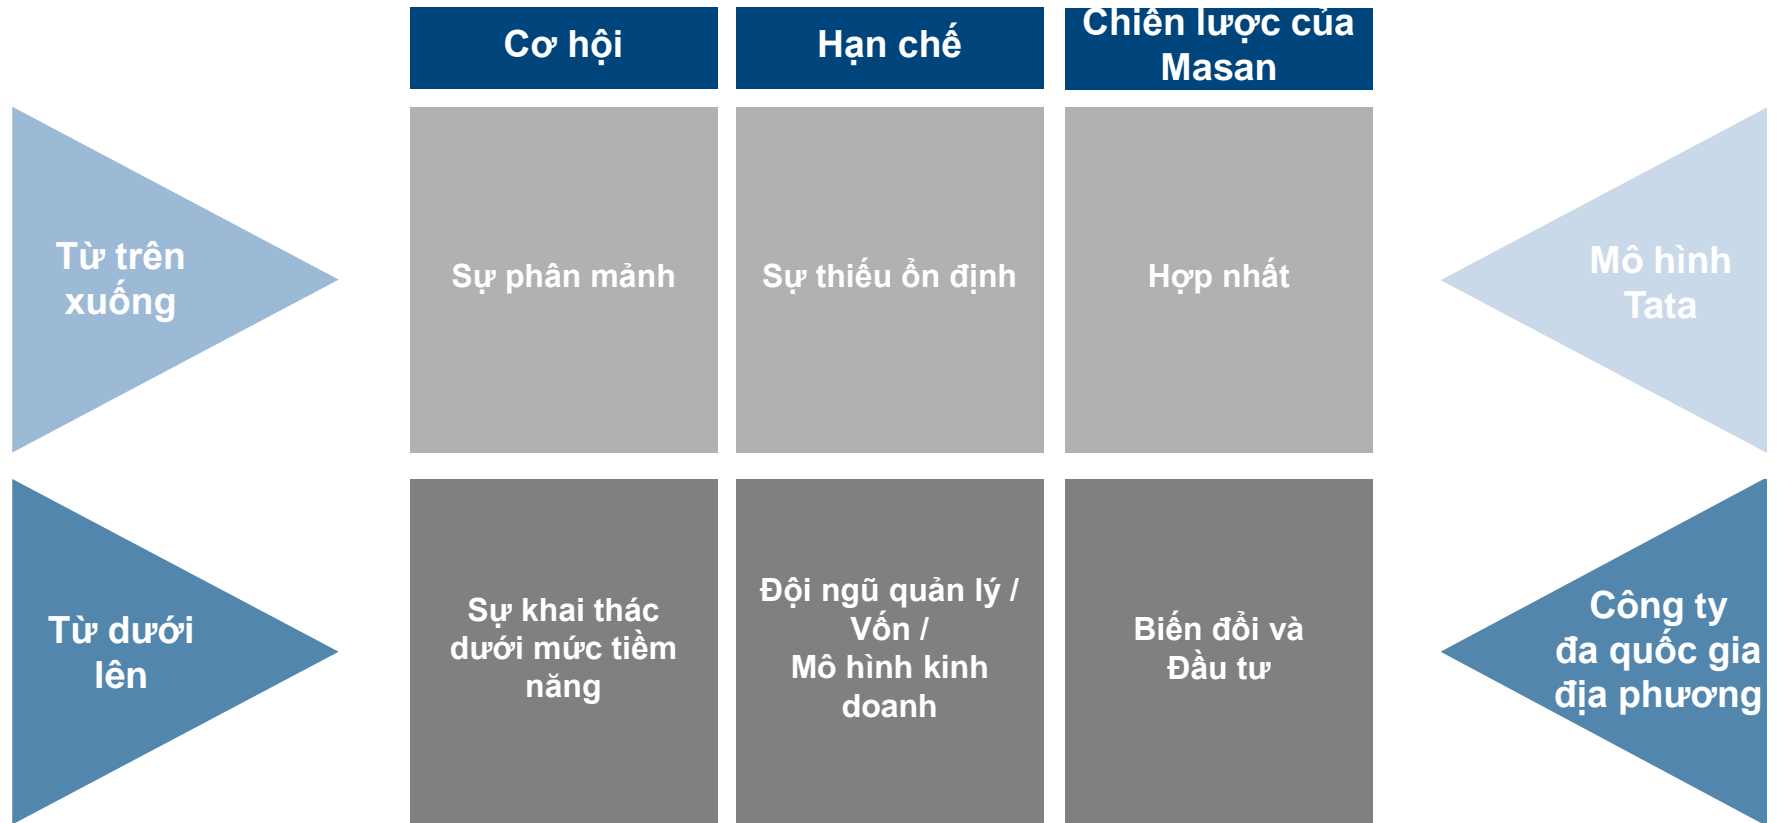 Cơ hội
Hạn chế
Chiến lược của
Masan
Từ trên
xuống
Sự phân mảnh
Sự thiếu ổn định
Hợp nhất
Mô hình
Tata
Từ dưới
lên
Sự khai thác
dưới mức tiềm
năng
Đội ngũ quản lý /
Vốn /
Mô hình kinh
doanh
Biến đổi và
Đầu tư
Công ty
đa quốc gia
địa phương